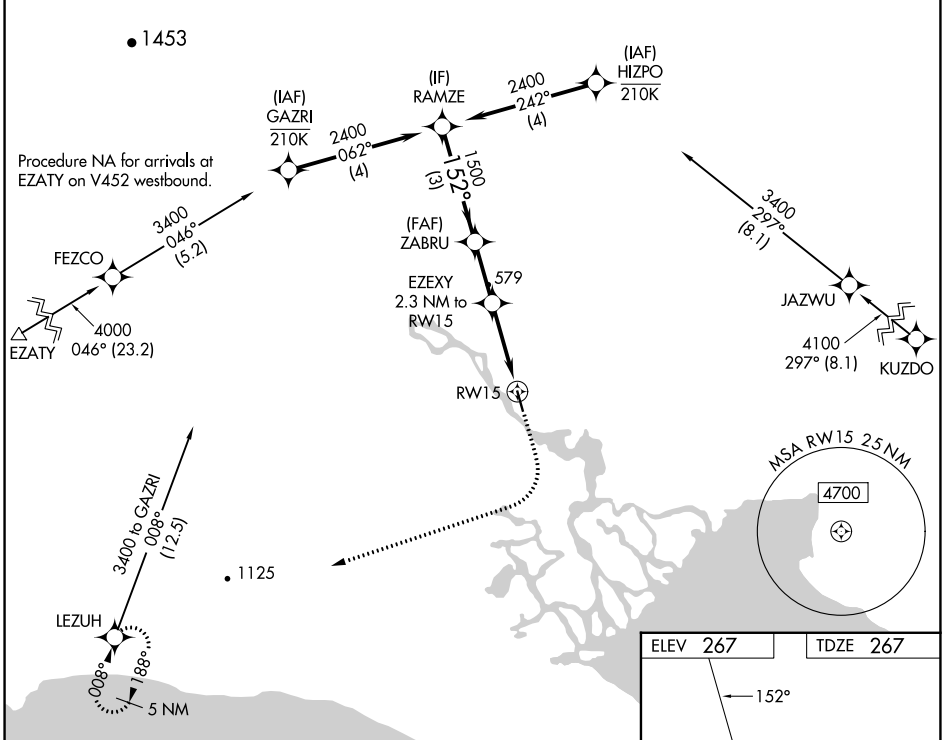 1453
(IAF)
HIZPO
210K
(IF)
RAMZE
2400
242°
(4)
(IAF)
GAZRI
210K
2400
062°
(4)
Procedure NA for arrivals at
EZATY on V452 westbound.
1500
152°
(3)
3400
046°
(5.2)
3400
297°
(8.1)
FEZCO
(FAF)
ZABRU
EZEXY
2.3 NM to
RW15
579
JAZWU
EZATY
4000
046° (23.2)
4100
297° (8.1)
KUZDO
RW15
MSA RW15 25 NM
4700
3400 to GAZRI
008°
(12.5)
1125
LEZUH
008°
188°
5 NM
ELEV 267
TDZE 267
152°